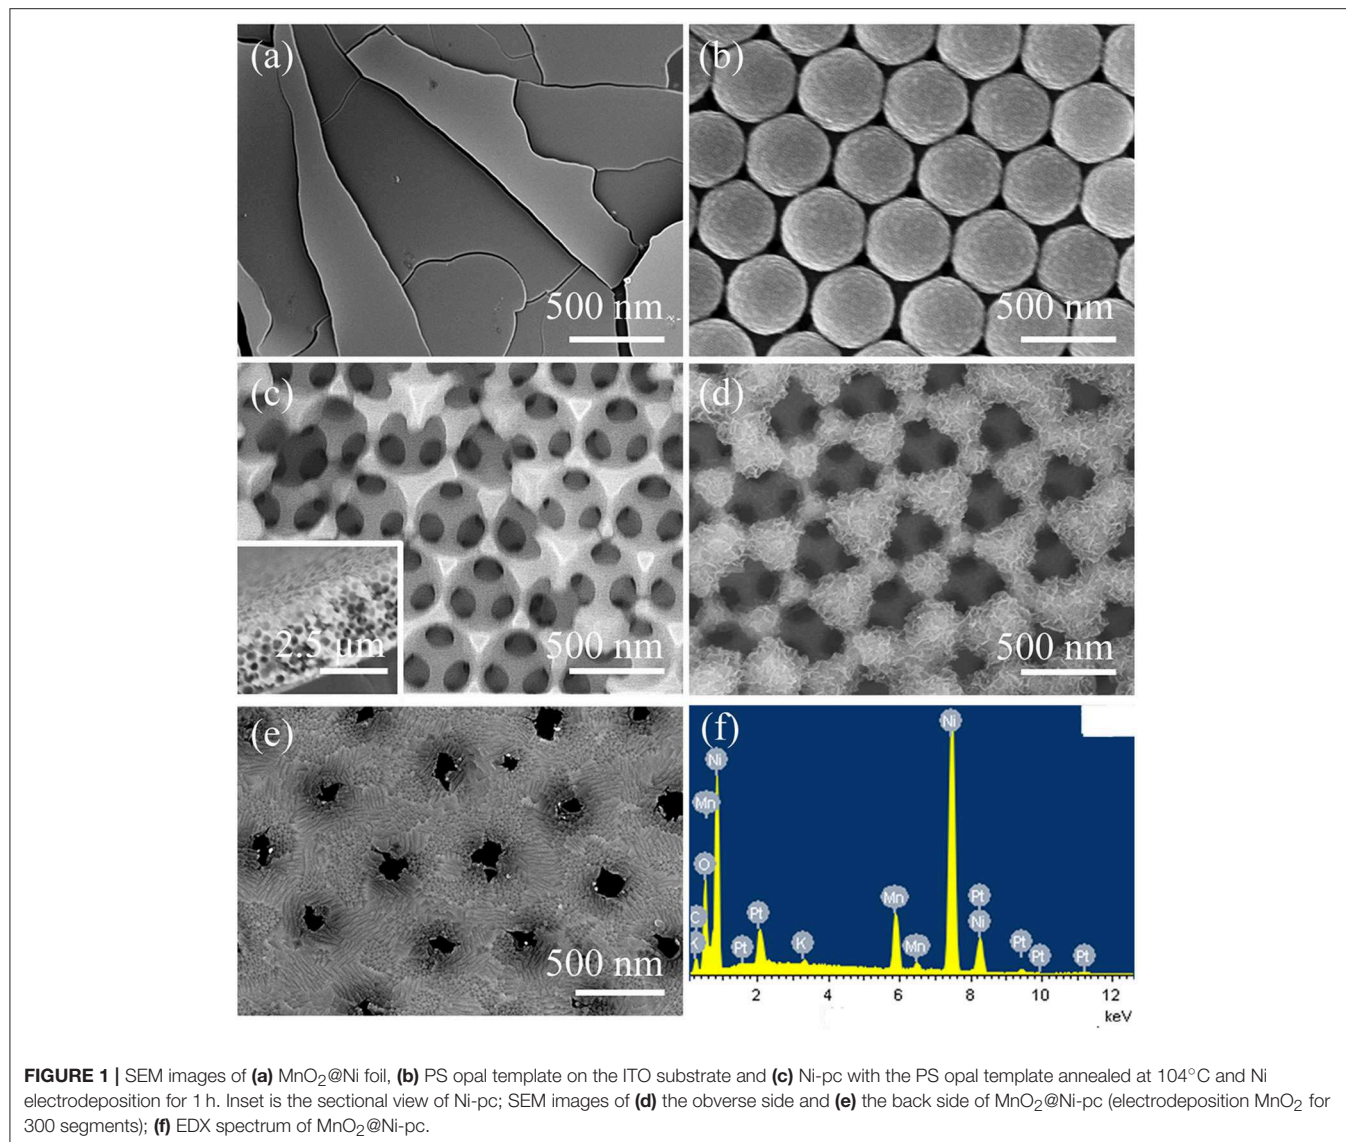 (a)
500 nm
(b)
500 nm
(c)
2.5 μm
500 nm
(d)
500 nm
(e)
500 nm
(f)
Ni
Ni
Mn
O
Pt
Mn
Pt
C
Pt
K
Ni
K
Pt
Mn
Pt
Pt
Pt
2 4 6 8 10 12
keV
FIGURE 1 | SEM images of (a) MnO₂@Ni foil, (b) PS opal template on the ITO substrate and (c) Ni-pc with the PS opal template annealed at 104°C and Ni
electrodeposition for 1 h. Inset is the sectional view of Ni-pc; SEM images of (d) the obverse side and (e) the back side of MnO₂@Ni-pc (electrodeposition MnO₂ for
300 segments); (f) EDX spectrum of MnO₂@Ni-pc.